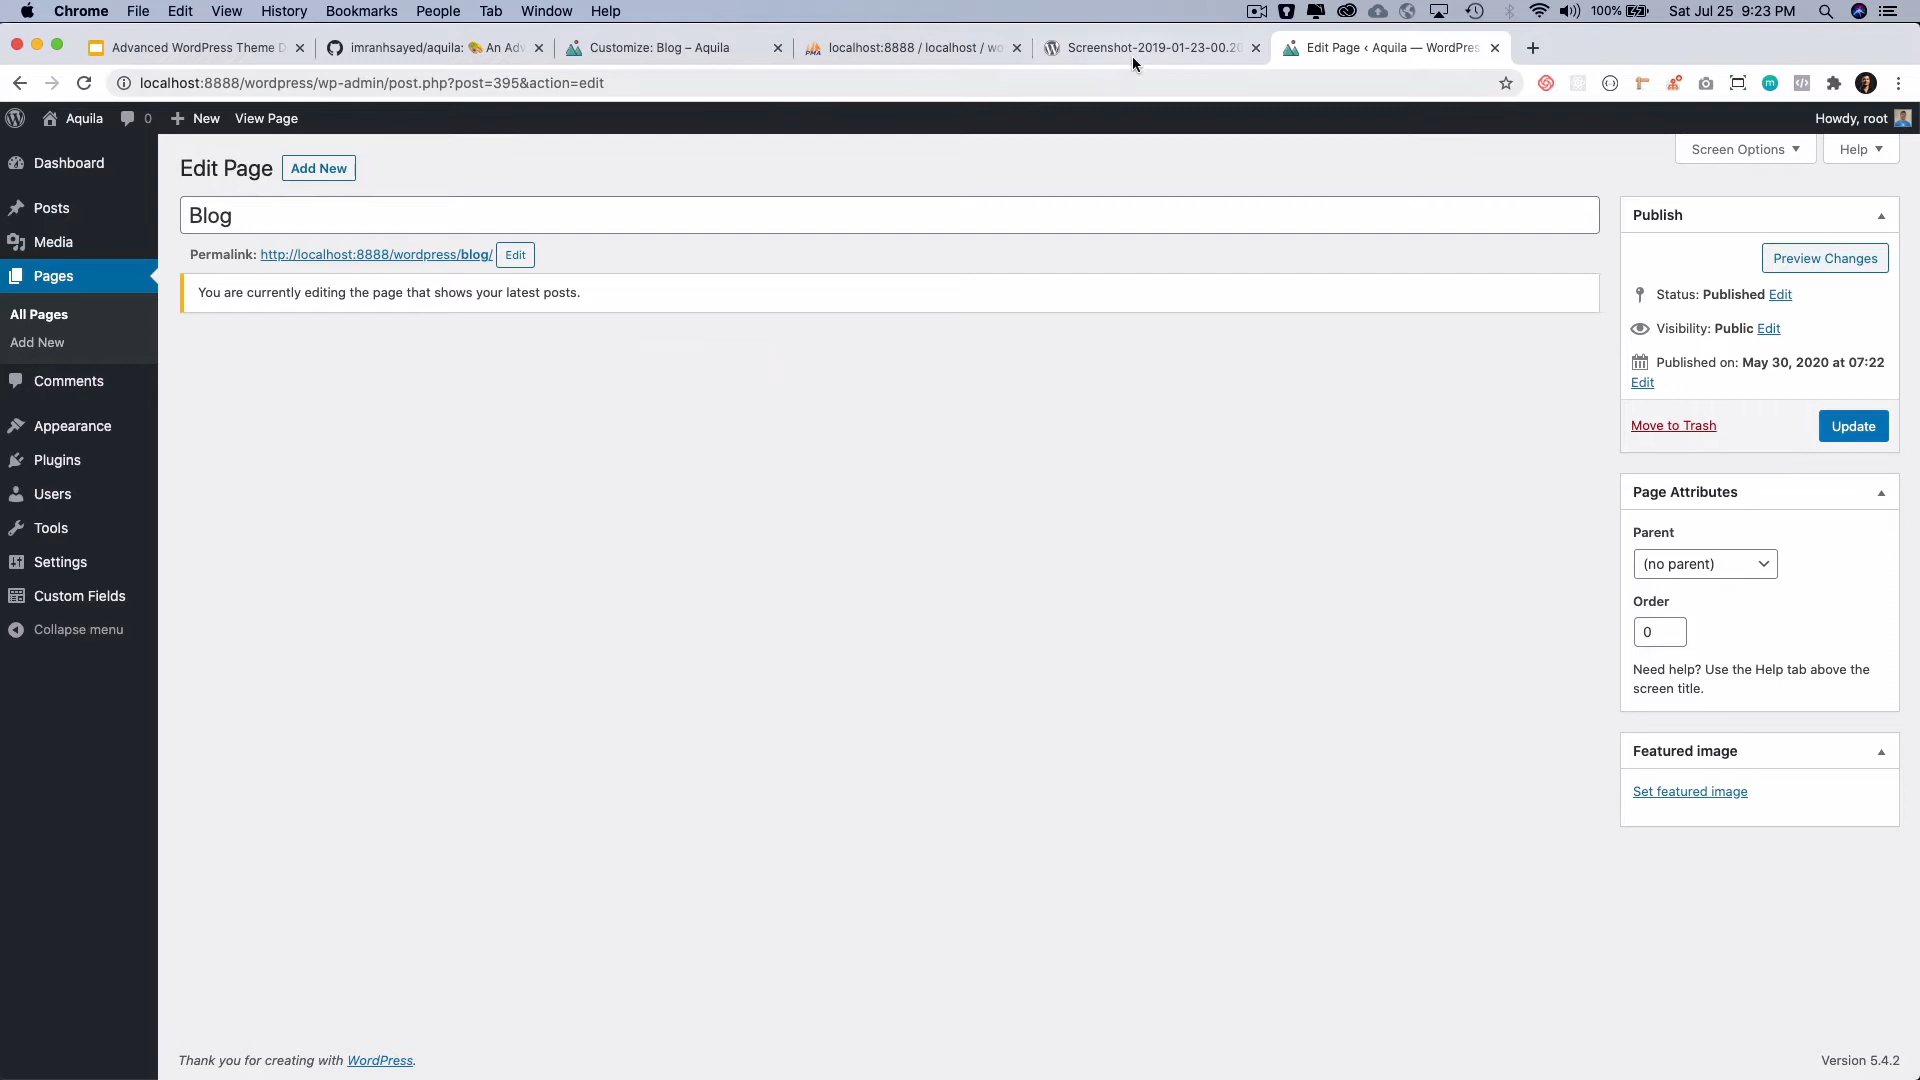 Chrome File Edit View History Bookmarks People Tab Window Help 100% Sat Jul 25 9:23 PM
Advanced WordPress Theme D imranhsayed/aquila: 🎨 An Adv Customize: Blog – Aquila localhost:8888 / localhost / wo Screenshot-2019-01-23-00.20 Edit Page ‹ Aquila — WordPres
localhost:8888/wordpress/wp-admin/post.php?post=395&action=edit
Aquila 0 New View Page Howdy, root
Screen Options Help
Dashboard
Posts
Media
Pages
All Pages
Add New
Comments
Appearance
Plugins
Users
Tools
Settings
Custom Fields
Collapse menu
Edit Page Add New
Blog
Permalink: http://localhost:8888/wordpress/blog/ Edit
You are currently editing the page that shows your latest posts.
Publish
Preview Changes
Status: Published Edit
Visibility: Public Edit
Published on: May 30, 2020 at 07:22
Edit
Move to Trash Update
Page Attributes
Parent
(no parent)
Order
0
Need help? Use the Help tab above the
screen title.
Featured image
Set featured image
Thank you for creating with WordPress.
Version 5.4.2